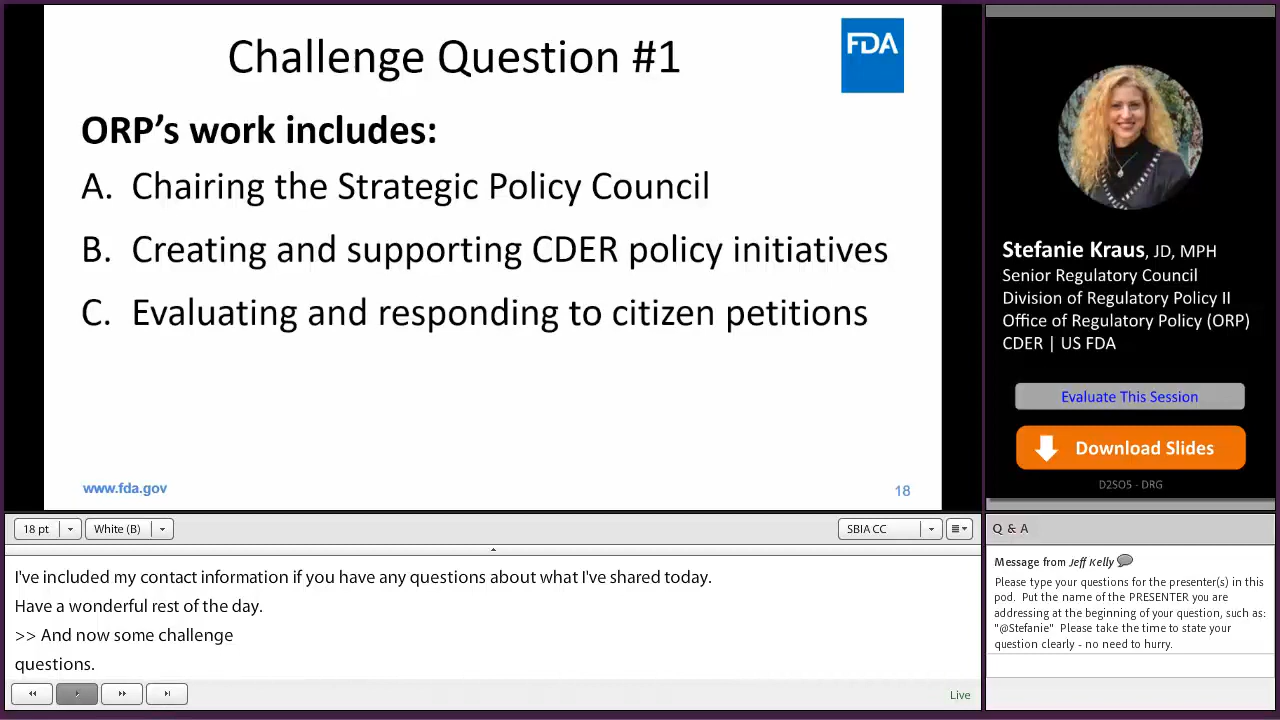 Challenge Question #1
FDA
ORP's work includes:
A. Chairing the Strategic Policy Council
B. Creating and supporting CDER policy initiatives
C. Evaluating and responding to citizen petitions
www.fda.gov
18
Stefanie Kraus, JD, MPH
Senior Regulatory Council
Division of Regulatory Policy II
Office of Regulatory Policy (ORP)
CDER | US FDA
Evaluate This Session
Download Slides
D2SO5 - DRG
18 pt
White (B)
SBIA CC
I've included my contact information if you have any questions about what I've shared today.
Have a wonderful rest of the day.
>> And now some challenge
questions.
Live
Q & A
Message from Jeff Kelly
Please type your questions for the presenter(s) in this
pod. Put the name of the PRESENTER you are
addressing at the beginning of your question, such as:
"@Stefanie" Please take the time to state your
question clearly - no need to hurry.